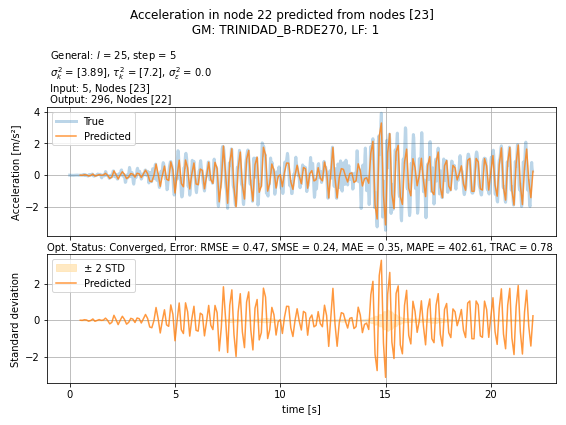 Acceleration in node 22 predicted from nodes [23]
GM: TRINIDAD_B-RDE270, LF: 1
General: l = 25, step = 5
σ²ₖ = [3.89], τ²ₖ = [7.2], σ²ε = 0.0
Input: 5, Nodes [23]
Output: 296, Nodes [22]
4
2
0
−2
Acceleration [m/s²]
True
Predicted
Opt. Status: Converged, Error: RMSE = 0.47, SMSE = 0.24, MAE = 0.35, MAPE = 402.61, TRAC = 0.78
2
0
−2
Standard deviation
± 2 STD
Predicted
0 5 10 15 20
time [s]